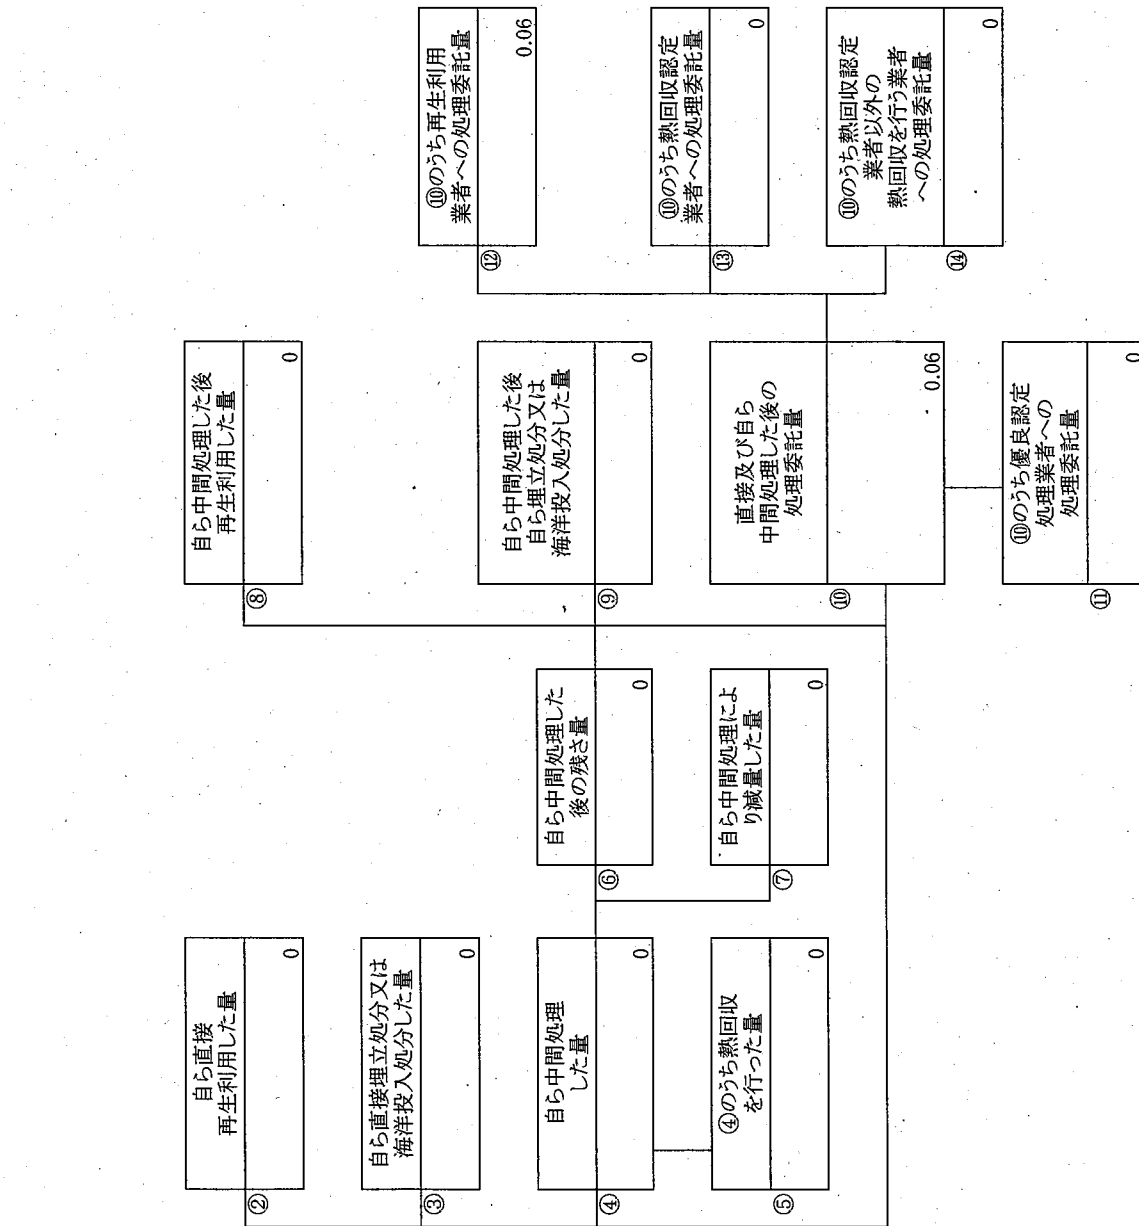 ②
自ら直接
再生利用した量
0
③
自ら直接埋立処分又は
海洋投入処分した量
0
④
自ら中間処理
した量
0
⑤
④のうち熱回収
を行った量
0
⑥
自ら中間処理した
後の残さ量
0
⑦
自ら中間処理によ
り減量した量
0
⑧
自ら中間処理した後
再生利用した量
0
⑨
自ら中間処理した後
自ら埋立処分又は
海洋投入処分した量
0
⑩
直接及び自ら
中間処理した後の
処理委託量
0.06
⑪
⑩のうち優良認定
処理業者への
処理委託量
0
⑫
⑩のうち再生利用
業者への処理委託量
0.06
⑬
⑩のうち熱回収認定
業者への処理委託量
0
⑭
⑩のうち熱回収認定
業者以外の
熱回収を行う業者
への処理委託量
0